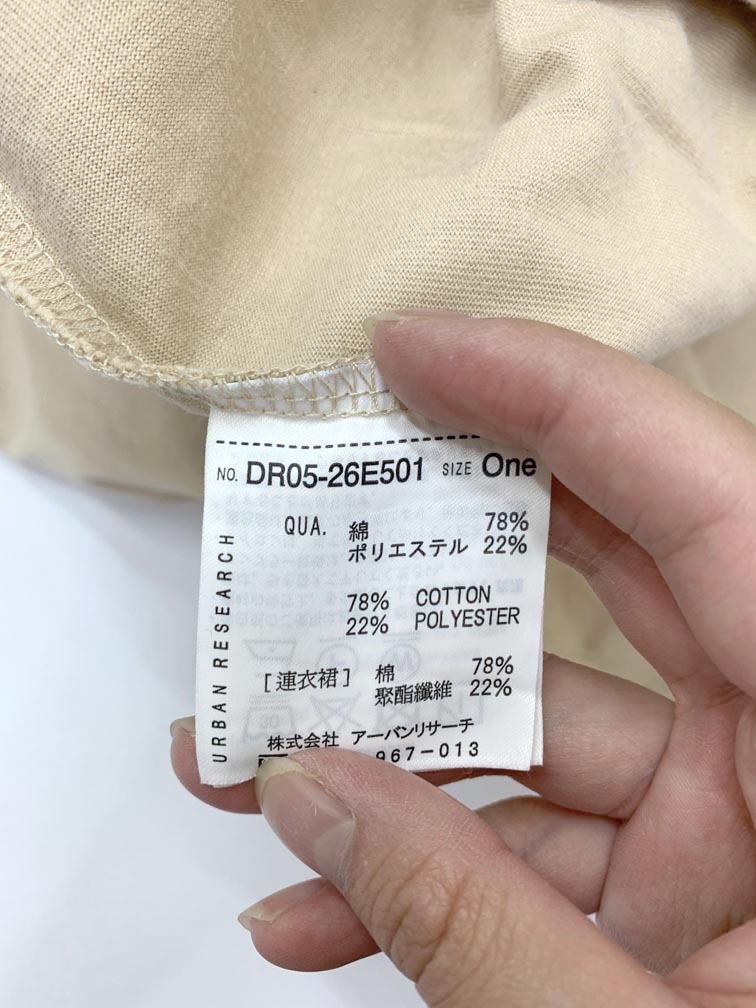 NO. DR05-26E501 SIZE One
URBAN RESEARCH
QUA. 綿 78%
ポリエステル 22%
78% COTTON
22% POLYESTER
[連衣裙] 棉 78%
聚酯纖維 22%
株式会社 アーバンリサーチ
967-013